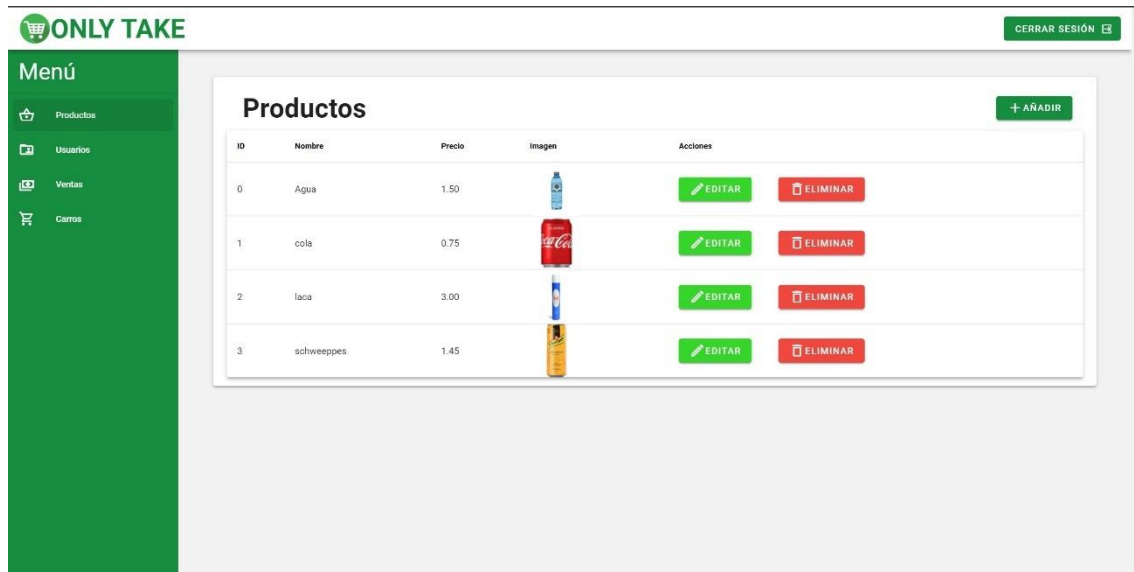 ONLY TAKE
CERRAR SESIÓN
Menú
Productos
Usuarios
Ventas
Carros
Productos
+ AÑADIR
ID Nombre Precio Imagen Acciones
0 Agua 1.50 EDITAR ELIMINAR
1 cola 0.75 EDITAR ELIMINAR
2 laca 3.00 EDITAR ELIMINAR
3 schweeppes 1.45 EDITAR ELIMINAR